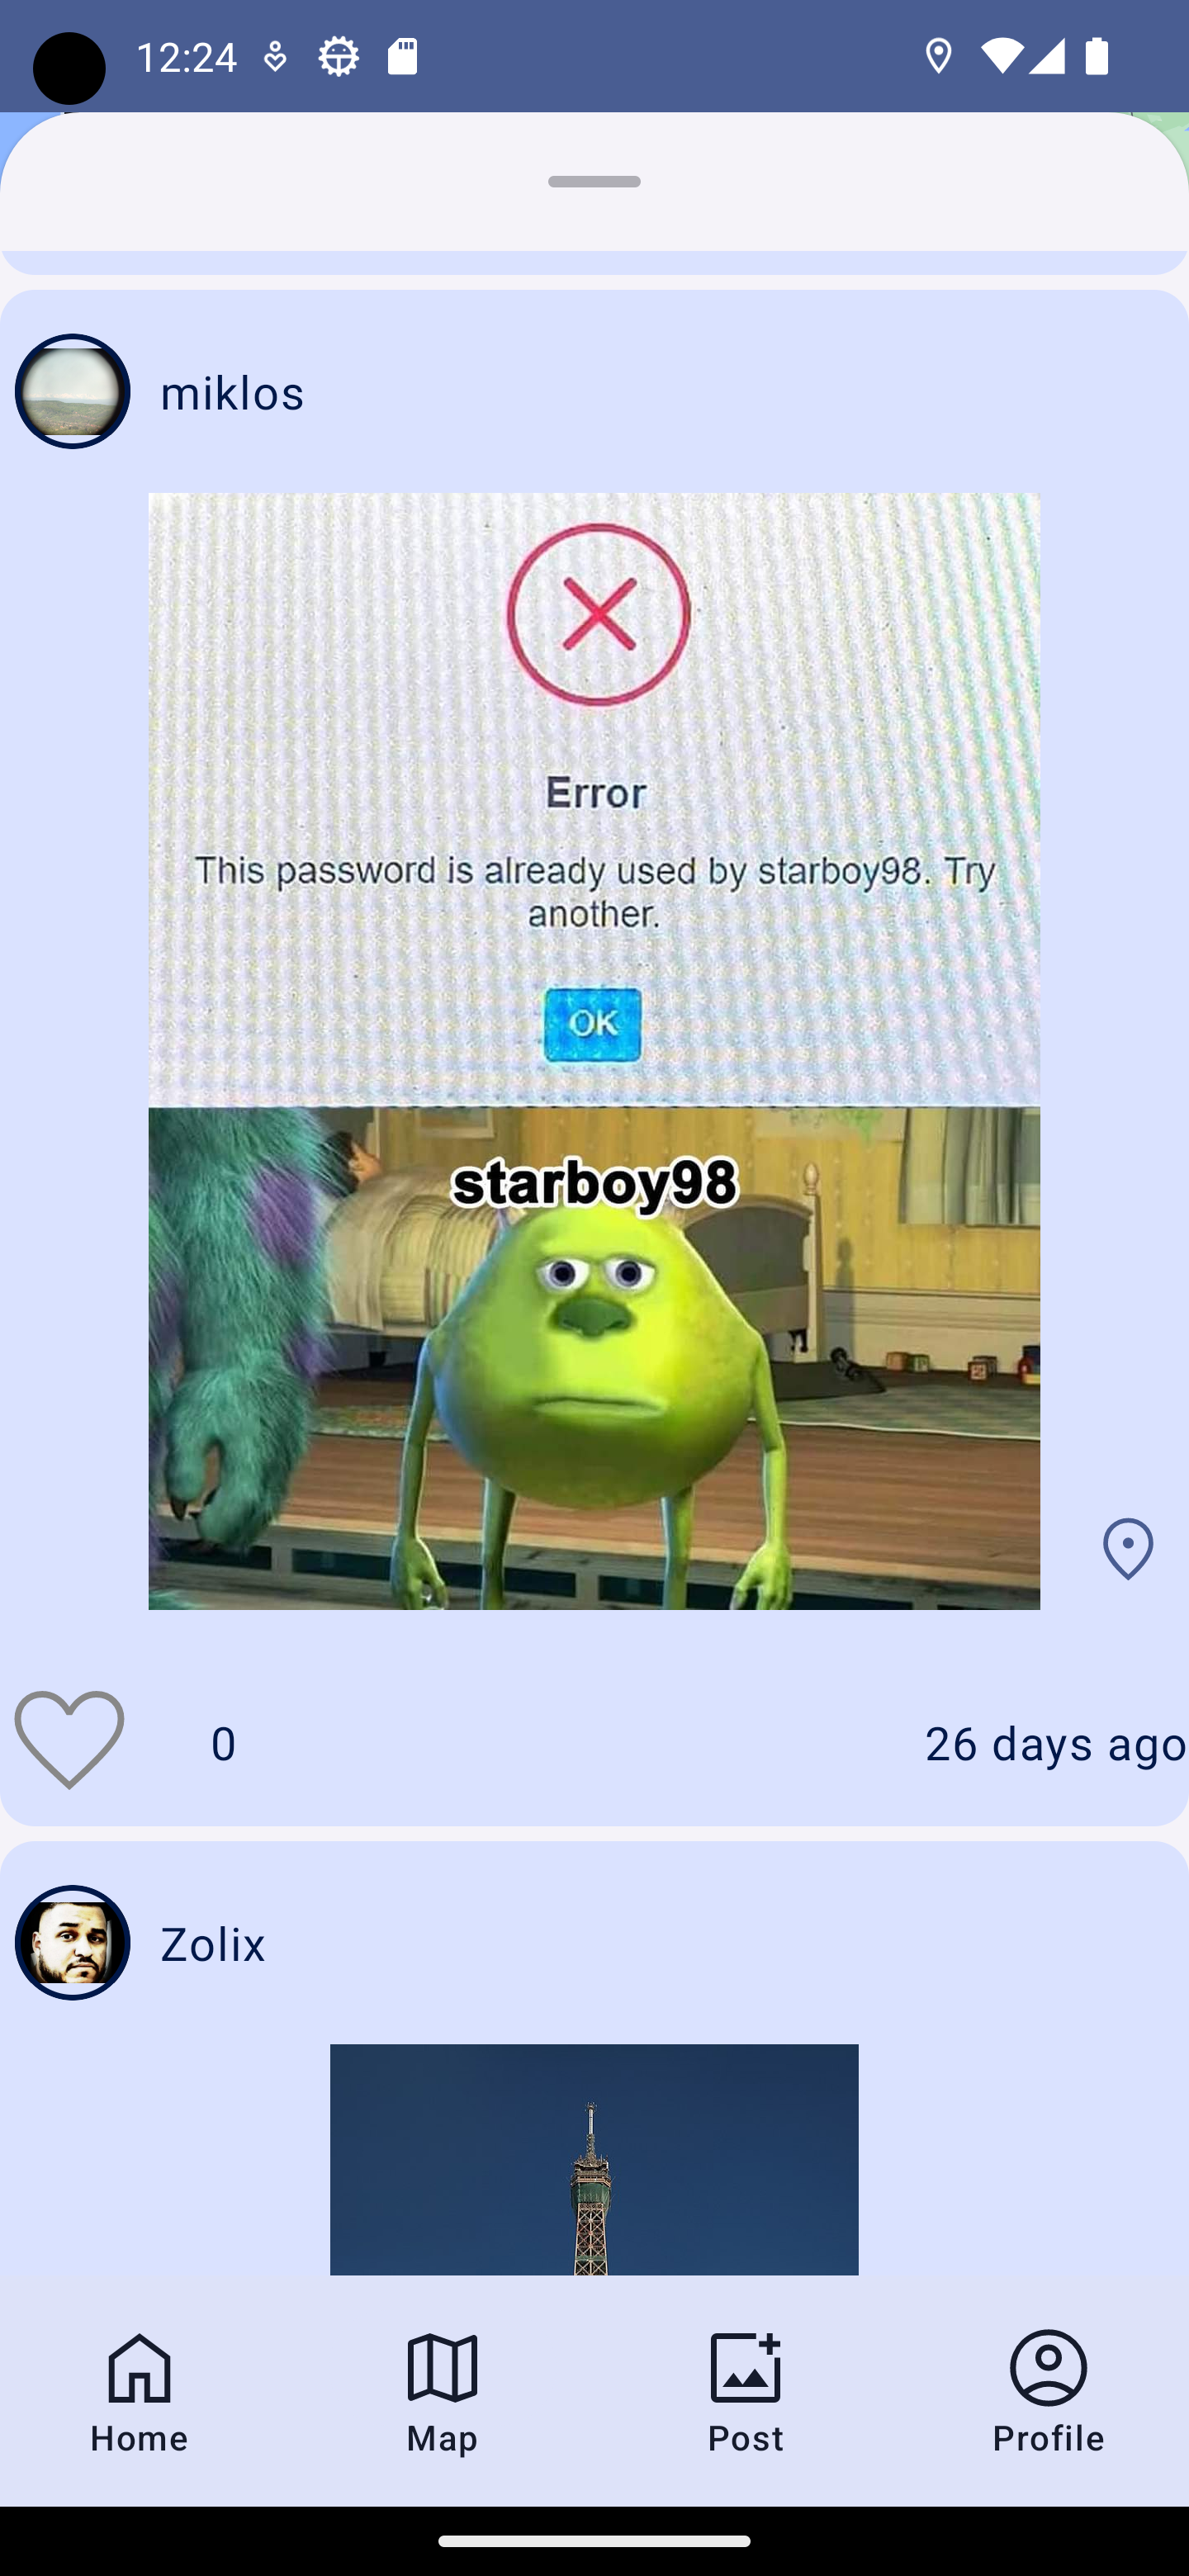 12:24
miklos
Error
This password is already used by starboy98. Try
another.
OK
starboy98
0
26 days ago
Zolix
Home
Map
Post
Profile